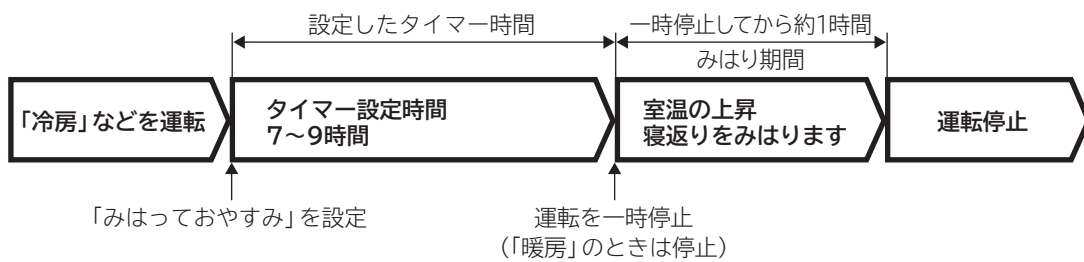 設定したタイマー時間
一時停止してから約1時間
みはり期間
「冷房」などを運転
タイマー設定時間
7～9時間
室温の上昇
寝返りをみはります
運転停止
「みはっておやすみ」を設定
運転を一時停止
（「暖房」のときは停止）